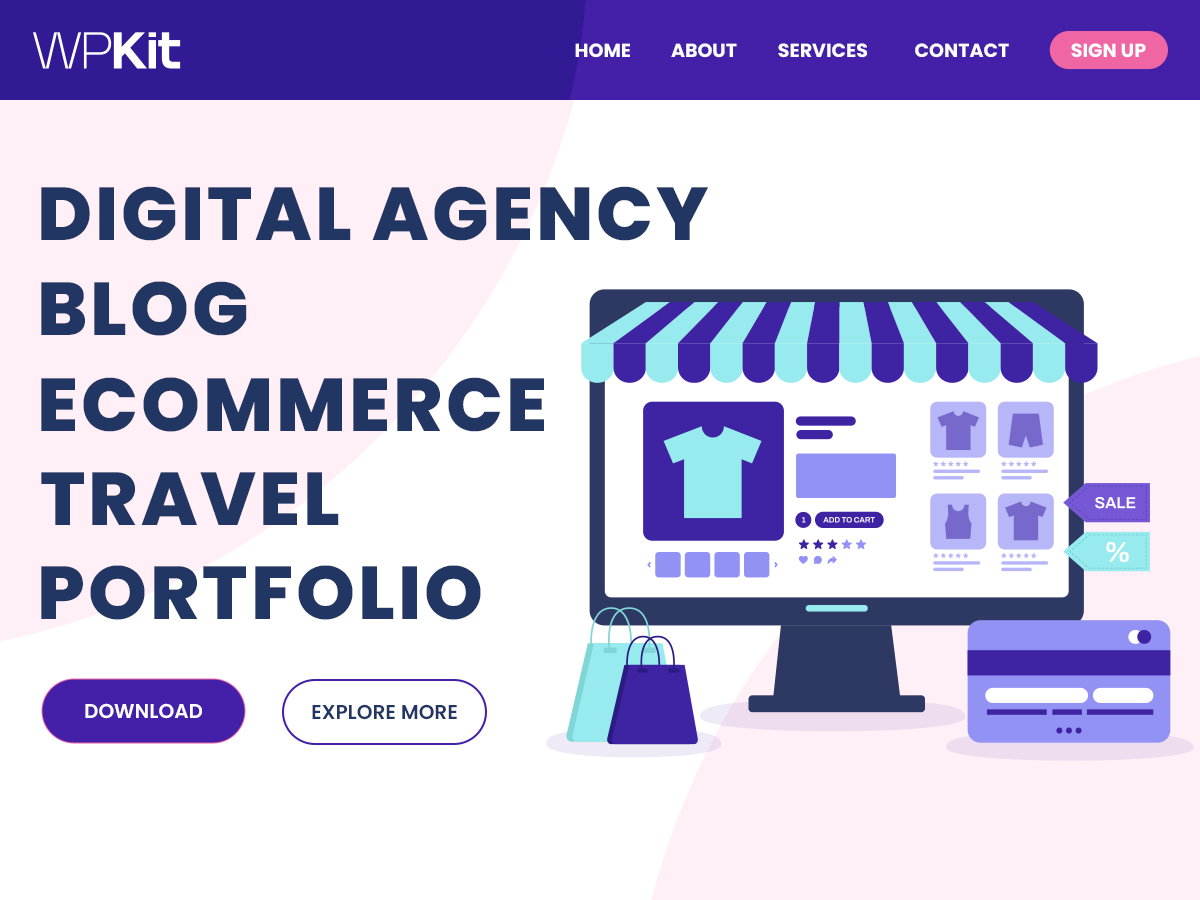 WPKit
HOME ABOUT SERVICES CONTACT SIGN UP
DIGITAL AGENCY
BLOG
ECOMMERCE
TRAVEL
PORTFOLIO
SALE
1 ADD TO CART
%
DOWNLOAD EXPLORE MORE